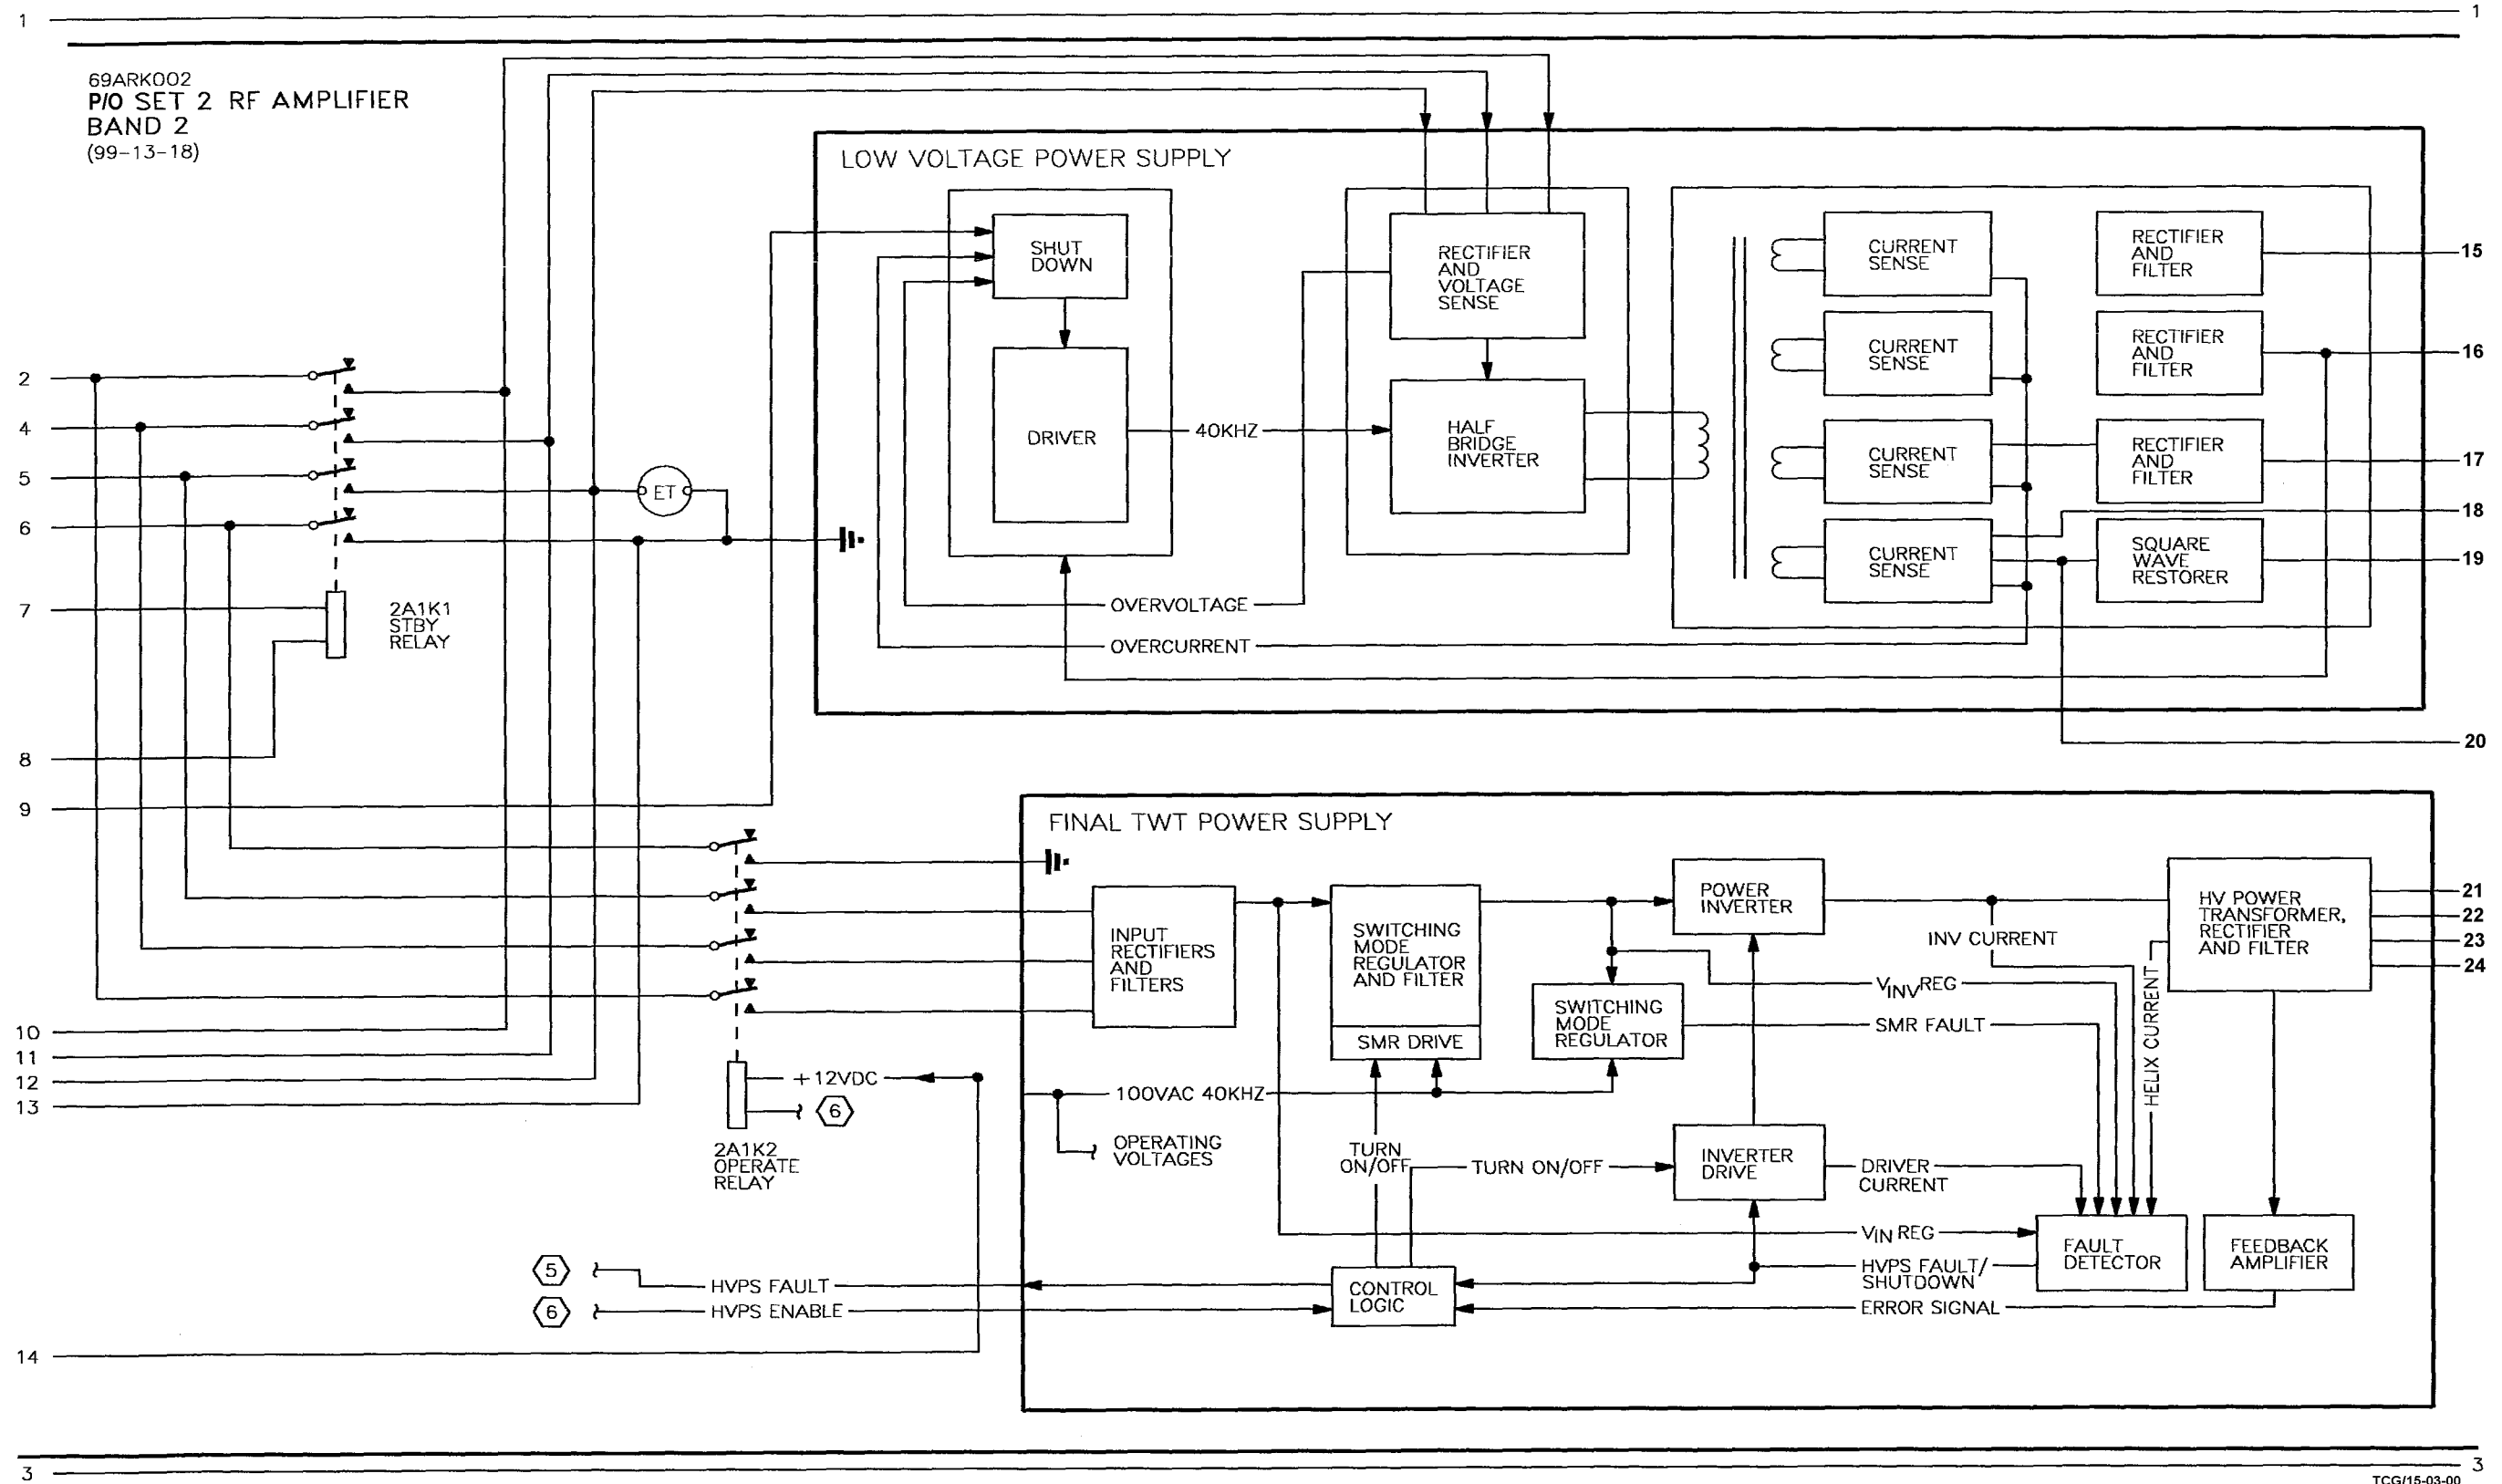 1
1
69ARK002
P/O SET 2 RF AMPLIFIER
BAND 2
(99-13-18)
LOW VOLTAGE POWER SUPPLY
SHUT
DOWN
DRIVER
40KHZ
RECTIFIER
AND
VOLTAGE
SENSE
HALF
BRIDGE
INVERTER
CURRENT
SENSE
CURRENT
SENSE
CURRENT
SENSE
CURRENT
SENSE
RECTIFIER
AND
FILTER
RECTIFIER
AND
FILTER
RECTIFIER
AND
FILTER
SQUARE
WAVE
RESTORER
15
16
17
18
19
20
OVERVOLTAGE
OVERCURRENT
2
4
5
6
7
8
9
ET
2A1K1
STBY
RELAY
10
11
12
13
14
+12VDC
6
2A1K2
OPERATE
RELAY
FINAL TWT POWER SUPPLY
INPUT
RECTIFIERS
AND
FILTERS
SWITCHING
MODE
REGULATOR
AND FILTER
SMR DRIVE
SWITCHING
MODE
REGULATOR
POWER
INVERTER
INV CURRENT
HV POWER
TRANSFORMER,
RECTIFIER
AND FILTER
21
22
23
24
VINVREG
SMR FAULT
HELIX CURRENT
100VAC 40KHZ
OPERATING
VOLTAGES
TURN
ON/OFF
TURN ON/OFF
INVERTER
DRIVE
DRIVER
CURRENT
VIN REG
HVPS FAULT/
SHUTDOWN
ERROR SIGNAL
FAULT
DETECTOR
FEEDBACK
AMPLIFIER
CONTROL
LOGIC
5
HVPS FAULT
6
HVPS ENABLE
3
3
TCG/15-03-00